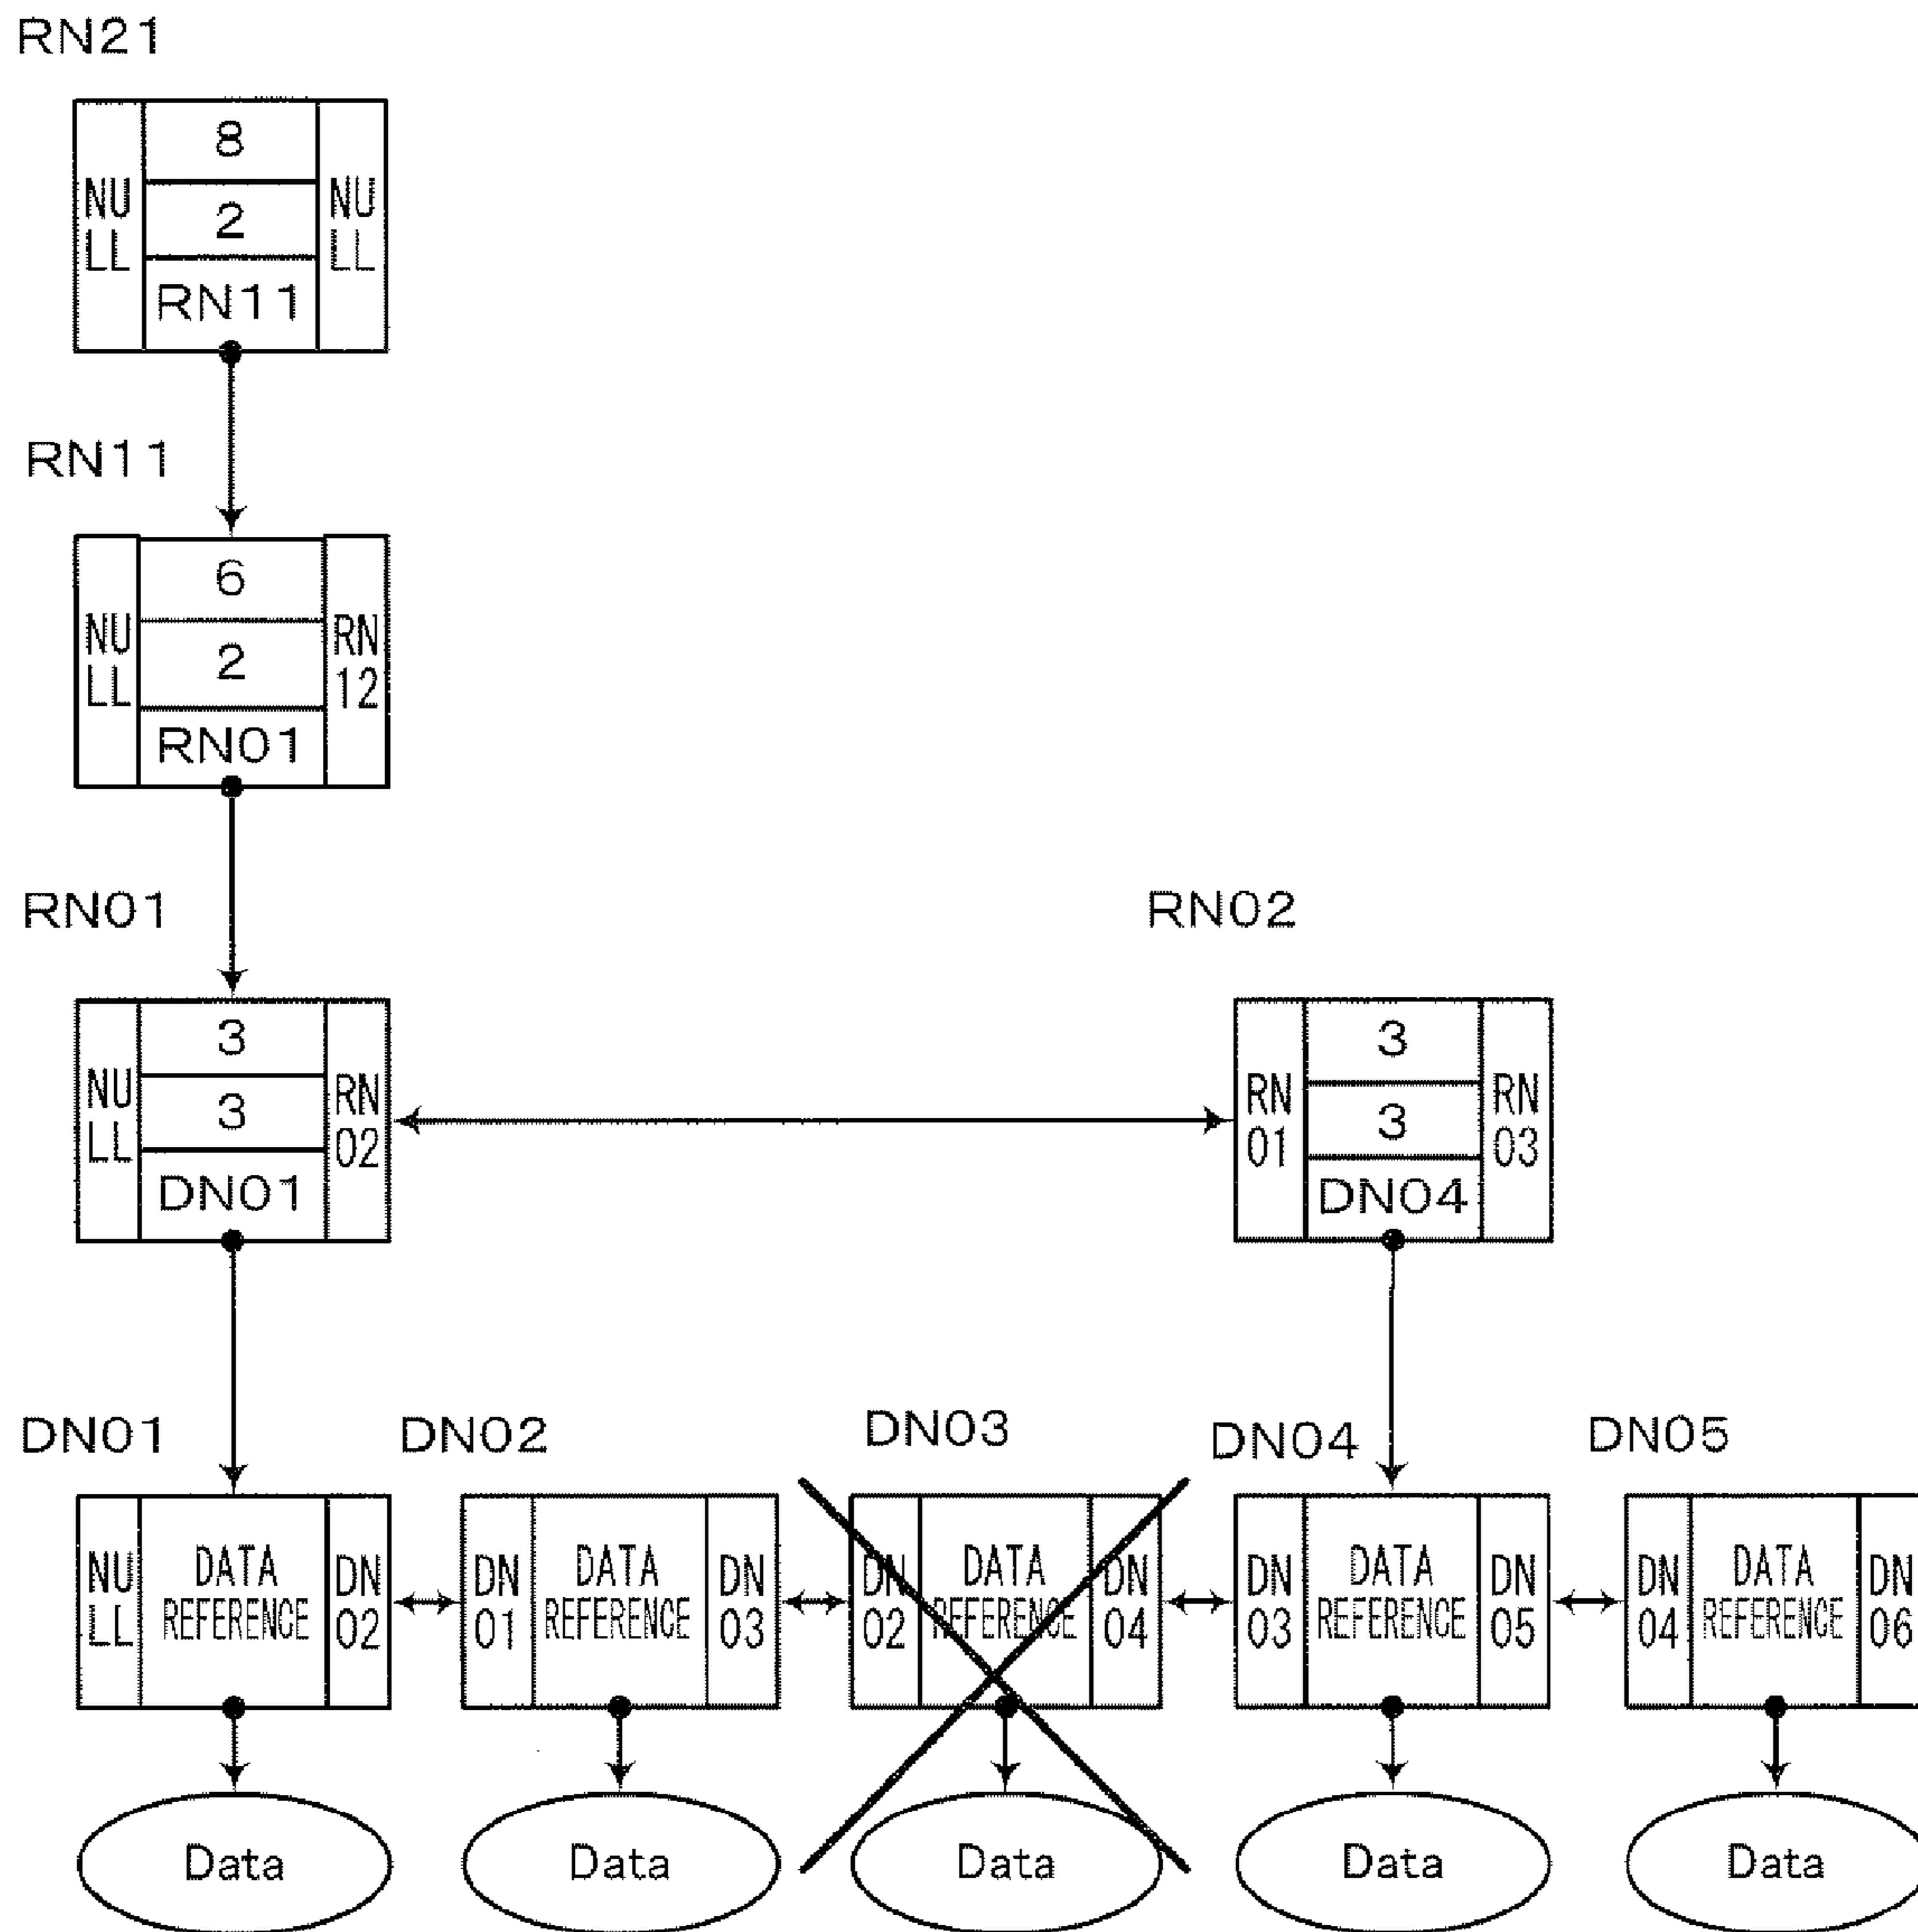 RN21
8
NU
LL
2
NU
LL
RN11
RN11
6
NU
LL
2
RN
12
RN01
RN01
RN02
3
3
NU
LL
3
RN
02
RN
01
3
RN
03
DN01
DN04
DN01
DN02
DN03
DN04
DN05
NU
LL
DATA
REFERENCE
DN
02
DN
01
DATA
REFERENCE
DN
03
DN
02
DATA
REFERENCE
DN
04
DN
03
DATA
REFERENCE
DN
05
DN
04
DATA
REFERENCE
DN
06
Data
Data
Data
Data
Data